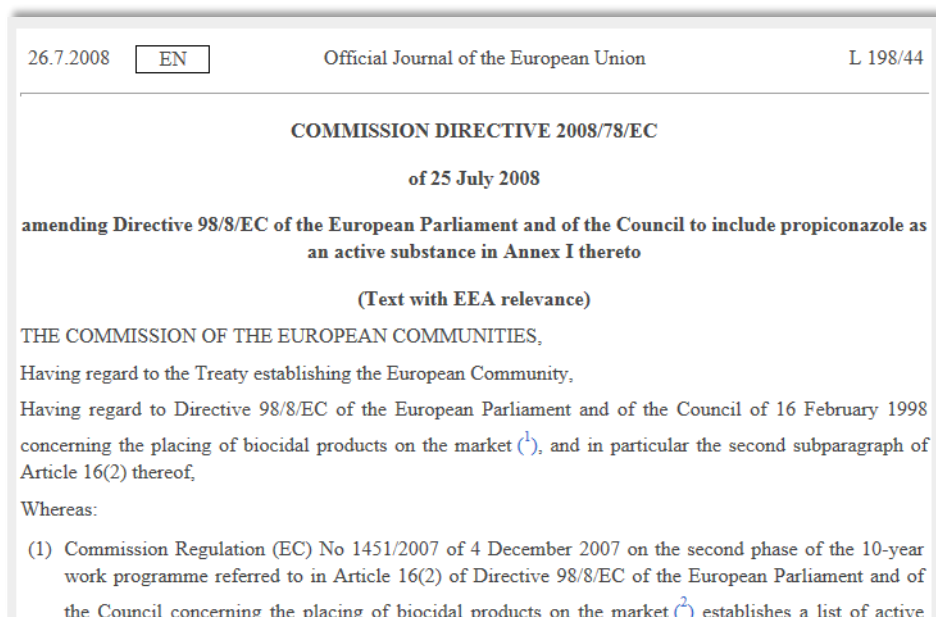 26.7.2008 EN Official Journal of the European Union L 198/44
COMMISSION DIRECTIVE 2008/78/EC
of 25 July 2008
amending Directive 98/8/EC of the European Parliament and of the Council to include propiconazole as
an active substance in Annex I thereto
(Text with EEA relevance)
THE COMMISSION OF THE EUROPEAN COMMUNITIES,
Having regard to the Treaty establishing the European Community,
Having regard to Directive 98/8/EC of the European Parliament and of the Council of 16 February 1998
concerning the placing of biocidal products on the market (1), and in particular the second subparagraph of
Article 16(2) thereof,
Whereas:
(1) Commission Regulation (EC) No 1451/2007 of 4 December 2007 on the second phase of the 10-year
work programme referred to in Article 16(2) of Directive 98/8/EC of the European Parliament and of
the Council concerning the placing of biocidal products on the market (2) establishes a list of active